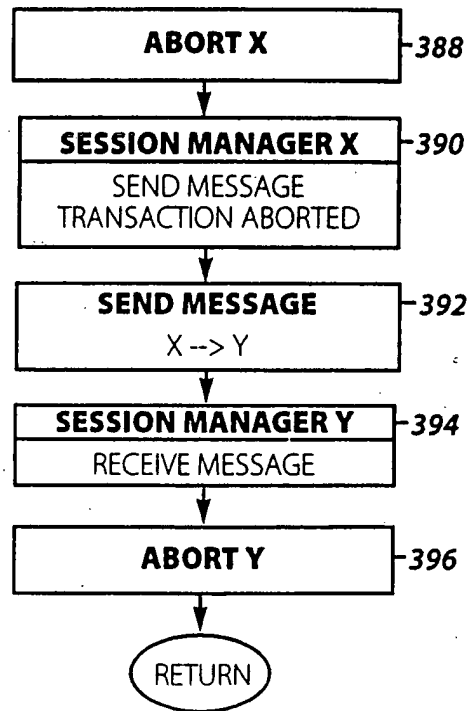 ABORT X
388
SESSION MANAGER X
390
SEND MESSAGE
TRANSACTION ABORTED
SEND MESSAGE
392
X --> Y
SESSION MANAGER Y
394
RECEIVE MESSAGE
ABORT Y
396
RETURN